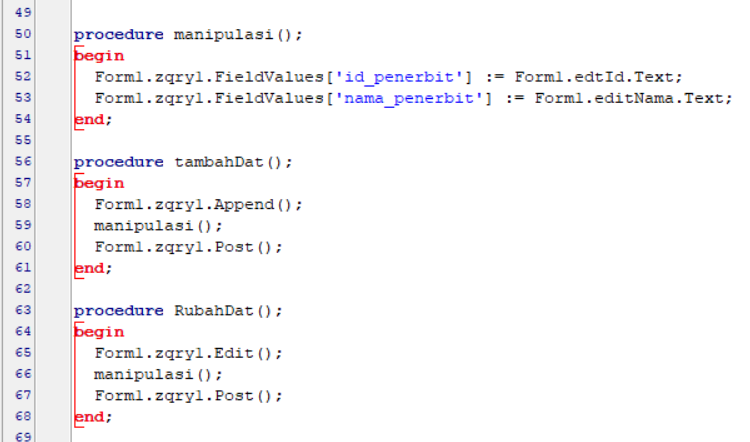 49
50 procedure manipulasi();
51 begin
52   Form1.zqry1.FieldValues['id_penerbit'] := Form1.edtId.Text;
53   Form1.zqry1.FieldValues['nama_penerbit'] := Form1.editNama.Text;
54 end;
55
56 procedure tambahDat();
57 begin
58   Form1.zqry1.Append();
59   manipulasi();
60   Form1.zqry1.Post();
61 end;
62
63 procedure RubahDat();
64 begin
65   Form1.zqry1.Edit();
66   manipulasi();
67   Form1.zqry1.Post();
68 end;
69